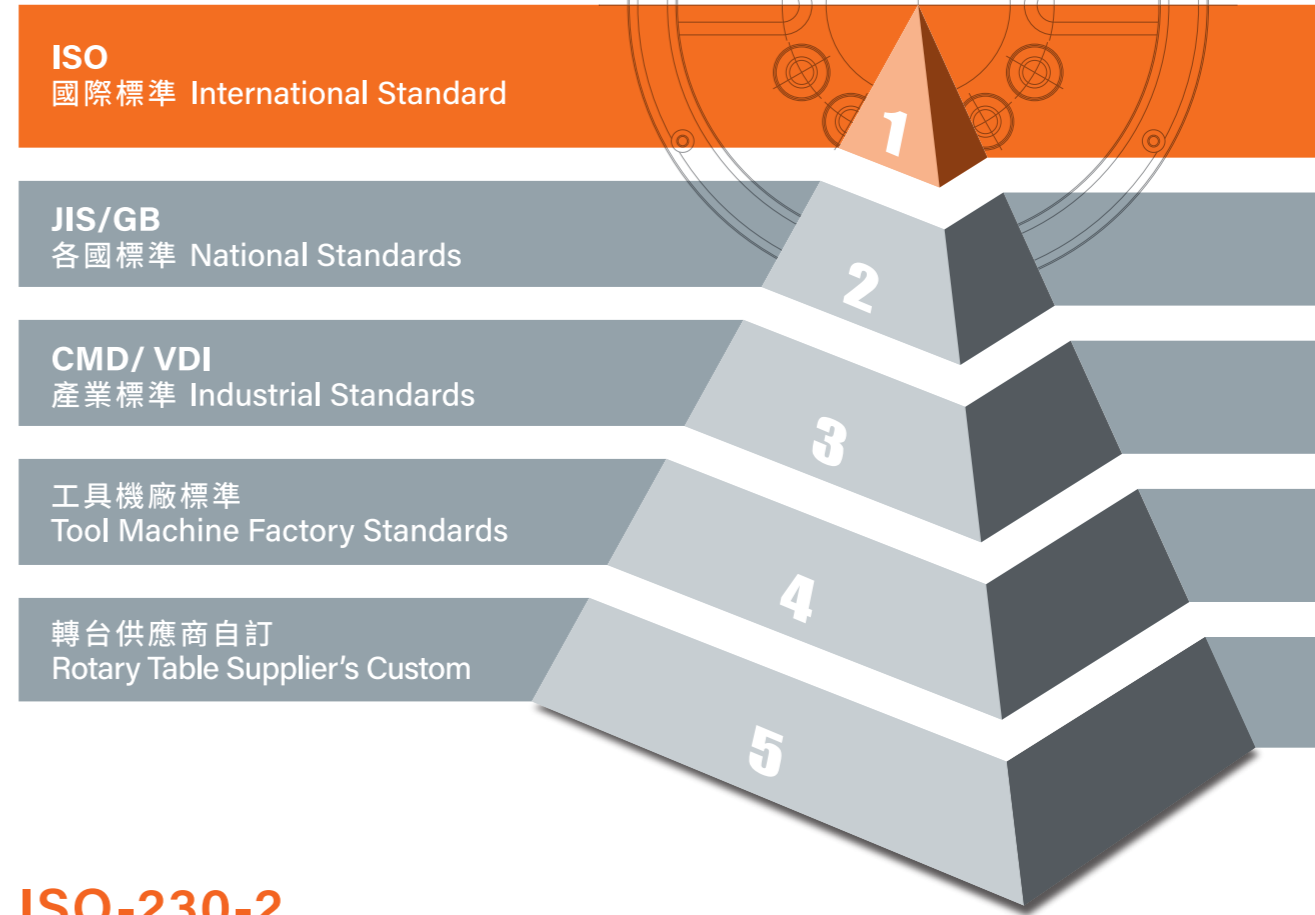 ISO
國際標準 International Standard
1
JIS/GB
各國標準 National Standards
2
CMD/ VDI
產業標準 Industrial Standards
3
工具機廠標準
Tool Machine Factory Standards
4
轉台供應商自訂
Rotary Table Supplier's Custom
5
ISO-230-2